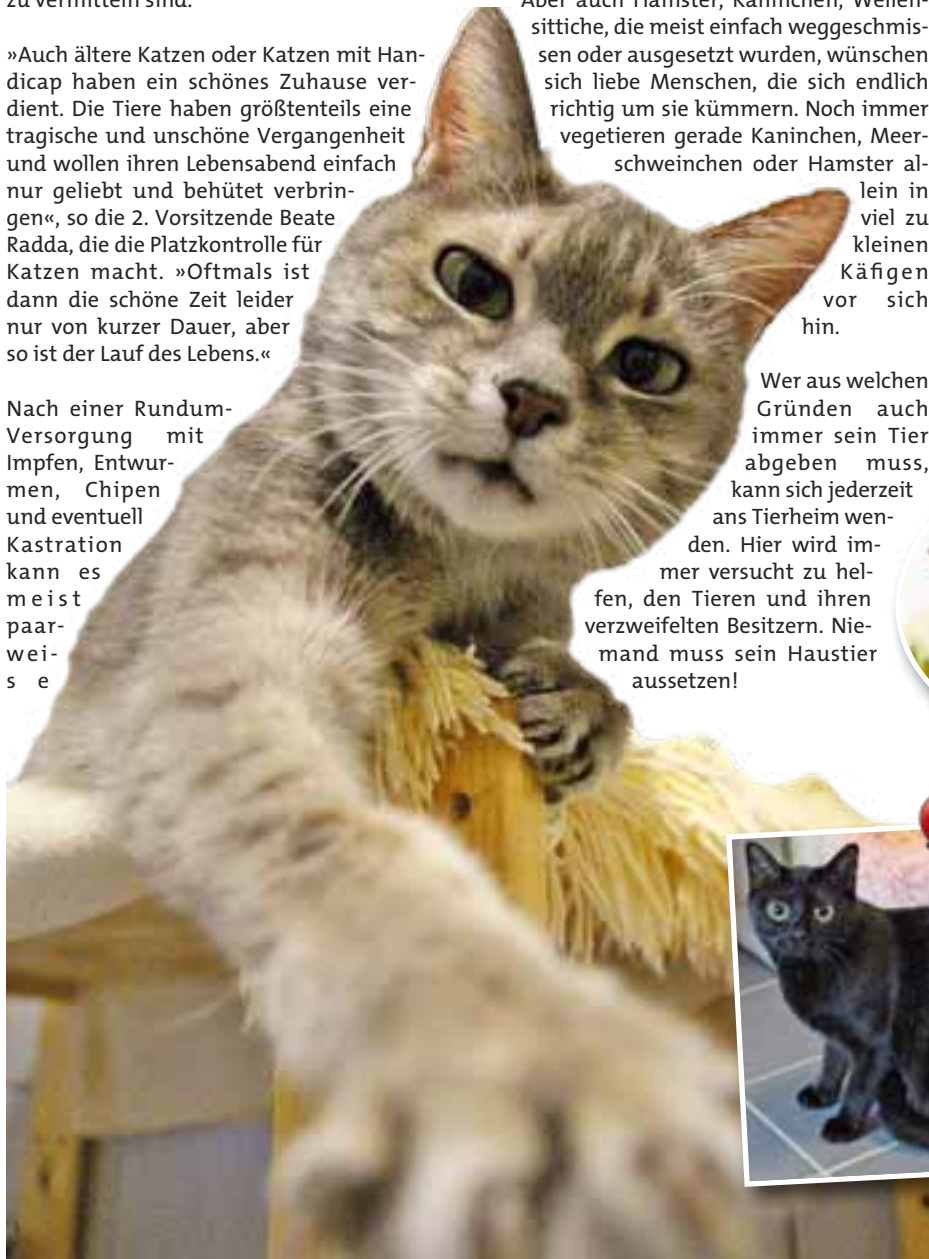 zu vermitteln sind.
»Auch ältere Katzen oder Katzen mit Han-
dicap haben ein schönes Zuhause ver-
dient. Die Tiere haben größtenteils eine
tragische und unschöne Vergangenheit
und wollen ihren Lebensabend einfach
nur geliebt und behütet verbrin-
gen«, so die 2. Vorsitzende Beate
Radda, die die Platzkontrolle für
Katzen macht. »Oftmals ist
dann die schöne Zeit leider
nur von kurzer Dauer, aber
so ist der Lauf des Lebens.«
Nach einer Rundum-
Versorgung mit
Impfen, Entwur-
men, Chipen
und eventuell
Kastration
kann es
meist
paar-
wei-
s e
Aber auch Hamster, Kaninchen, Wellen-
sittiche, die meist einfach weggeschmis-
sen oder ausgesetzt wurden, wünschen
sich liebe Menschen, die sich endlich
richtig um sie kümmern. Noch immer
vegetieren gerade Kaninchen, Meer-
schweinchen oder Hamster al-
lein in
viel zu
kleinen
Käfigen
vor sich
hin.
Wer aus welchen
Gründen auch
immer sein Tier
abgeben muss,
kann sich jederzeit
ans Tierheim wen-
den. Hier wird im-
mer versucht zu hel-
fen, den Tieren und ihren
verzweifelten Besitzern. Nie-
mand muss sein Haustier
aussetzen!